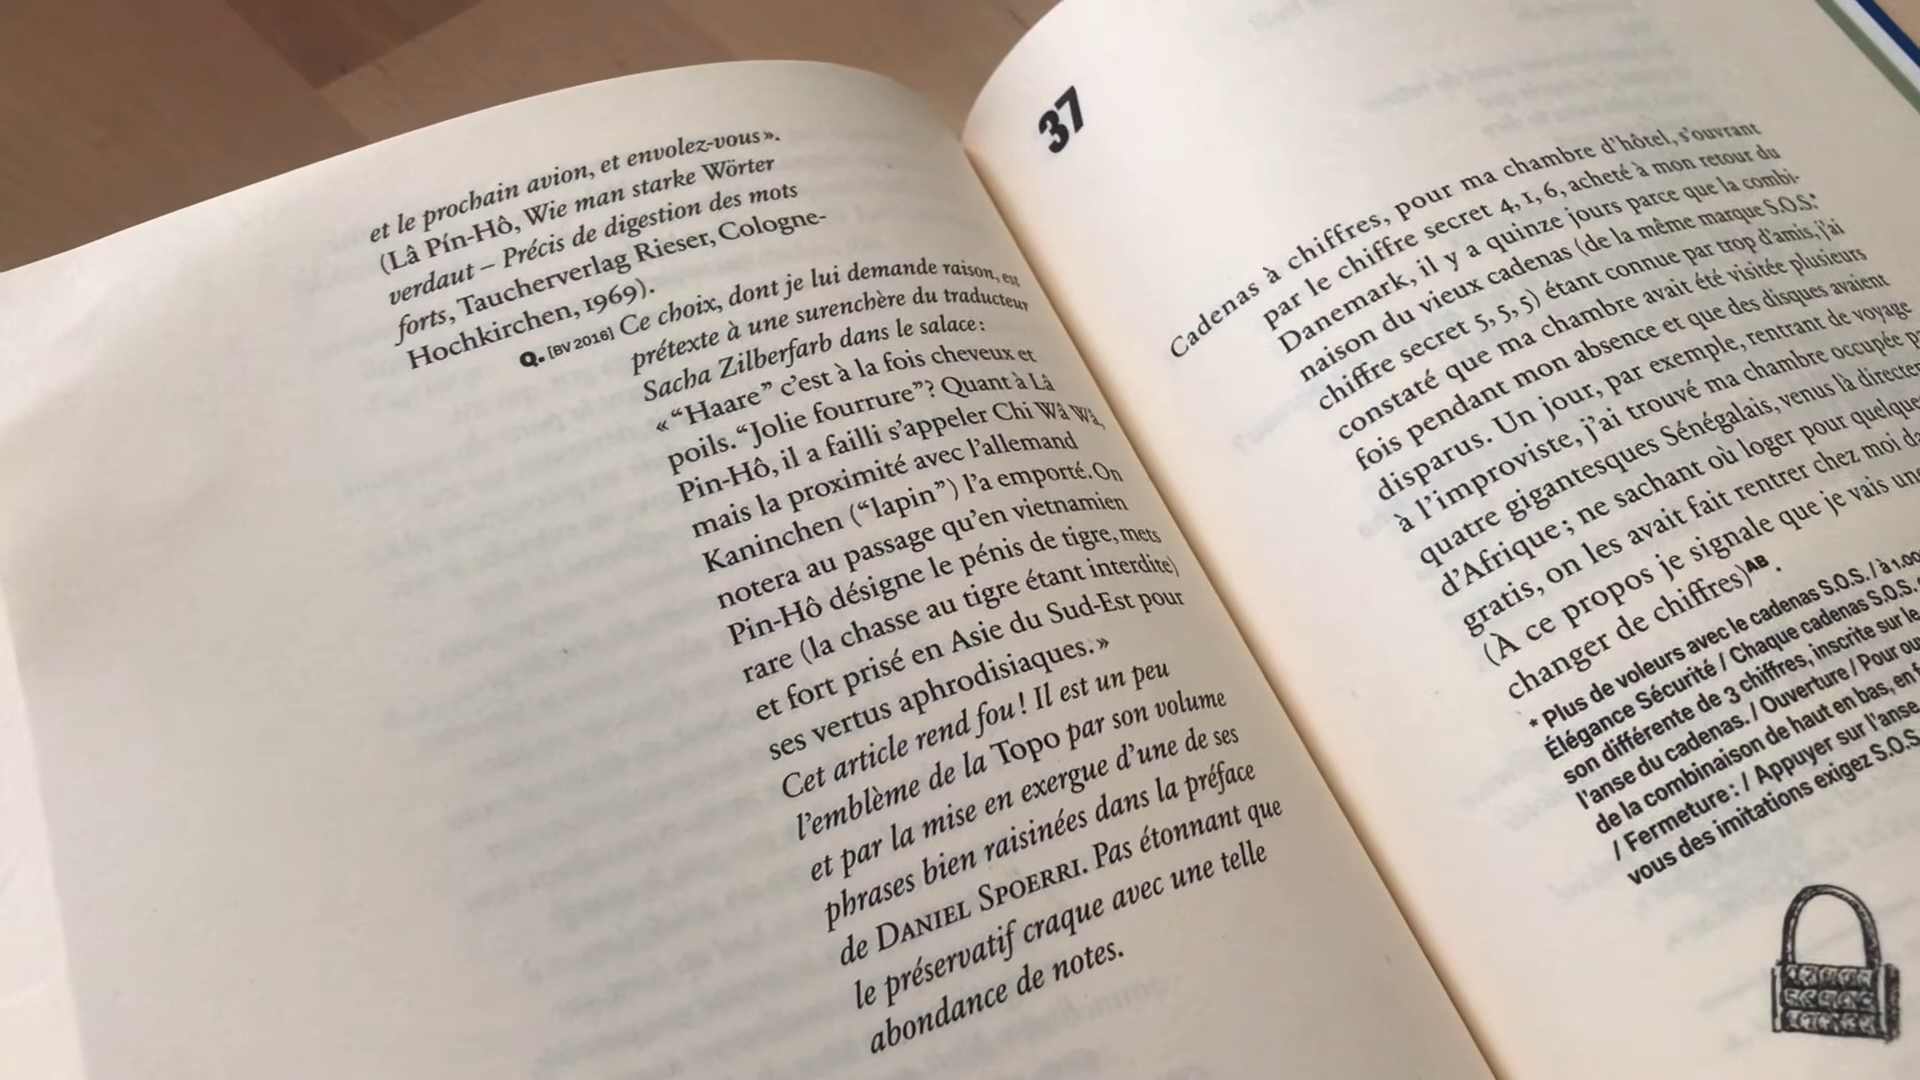 et le prochain avion, et envolez-vous».
(Lâ Pín-Hô, Wie man starke Wörter
verdaut – Précis de digestion des mots
forts, Taucherverlag Rieser, Cologne-
Hochkirchen, 1969).
Q. [BV 2016] Ce choix, dont je lui demande raison, est
prétexte à une surenchère du traducteur
Sacha Zilberfarb dans le salace:
« “Haare” c’est à la fois cheveux et
poils. “Jolie fourrure”? Quant à Lâ
Pin-Hô, il a failli s’appeler Chi Wâ Wâ,
mais la proximité avec l’allemand
Kaninchen (“lapin”) l’a emporté. On
notera au passage qu’en vietnamien
Pin-Hô désigne le pénis de tigre, mets
rare (la chasse au tigre étant interdite)
et fort prisé en Asie du Sud-Est pour
ses vertus aphrodisiaques.»
Cet article rend fou! Il est un peu
l’emblème de la Topo par son volume
et par la mise en exergue d’une de ses
phrases bien raisinées dans la préface
de DANIEL SPOERRI. Pas étonnant que
le préservatif craque avec une telle
abondance de notes.
37
Cadenas à chiffres, pour ma chambre d’hôtel, s’ouvrant
par le chiffre secret 4, 1, 6, acheté à mon retour du
Danemark, il y a quinze jours parce que la combi-
naison du vieux cadenas (de la même marque S.O.S.*
chiffre secret 5, 5, 5) étant connue par trop d’amis, j’ai
constaté que ma chambre avait été visitée plusieurs
fois pendant mon absence et que des disques avaient
disparus. Un jour, par exemple, rentrant de voyage
à l’improviste, j’ai trouvé ma chambre occupée
quatre gigantesques Sénégalais, venus là
d’Afrique; ne sachant où loger pour
gratis, on les avait fait rentrer chez moi
(À ce propos je signale que je vais
changer de chiffres)AB.
* Plus de voleurs avec le cadenas S.O.S. / à
Élégance Sécurité / Chaque cadenas S.O.S.
son différente de 3 chiffres, inscrite sur
l’anse du cadenas. / Ouverture / Pour
de la combinaison de haut en bas, en
/ Fermeture: / Appuyer sur l’anse.
vous des imitations exigez S.O.S.